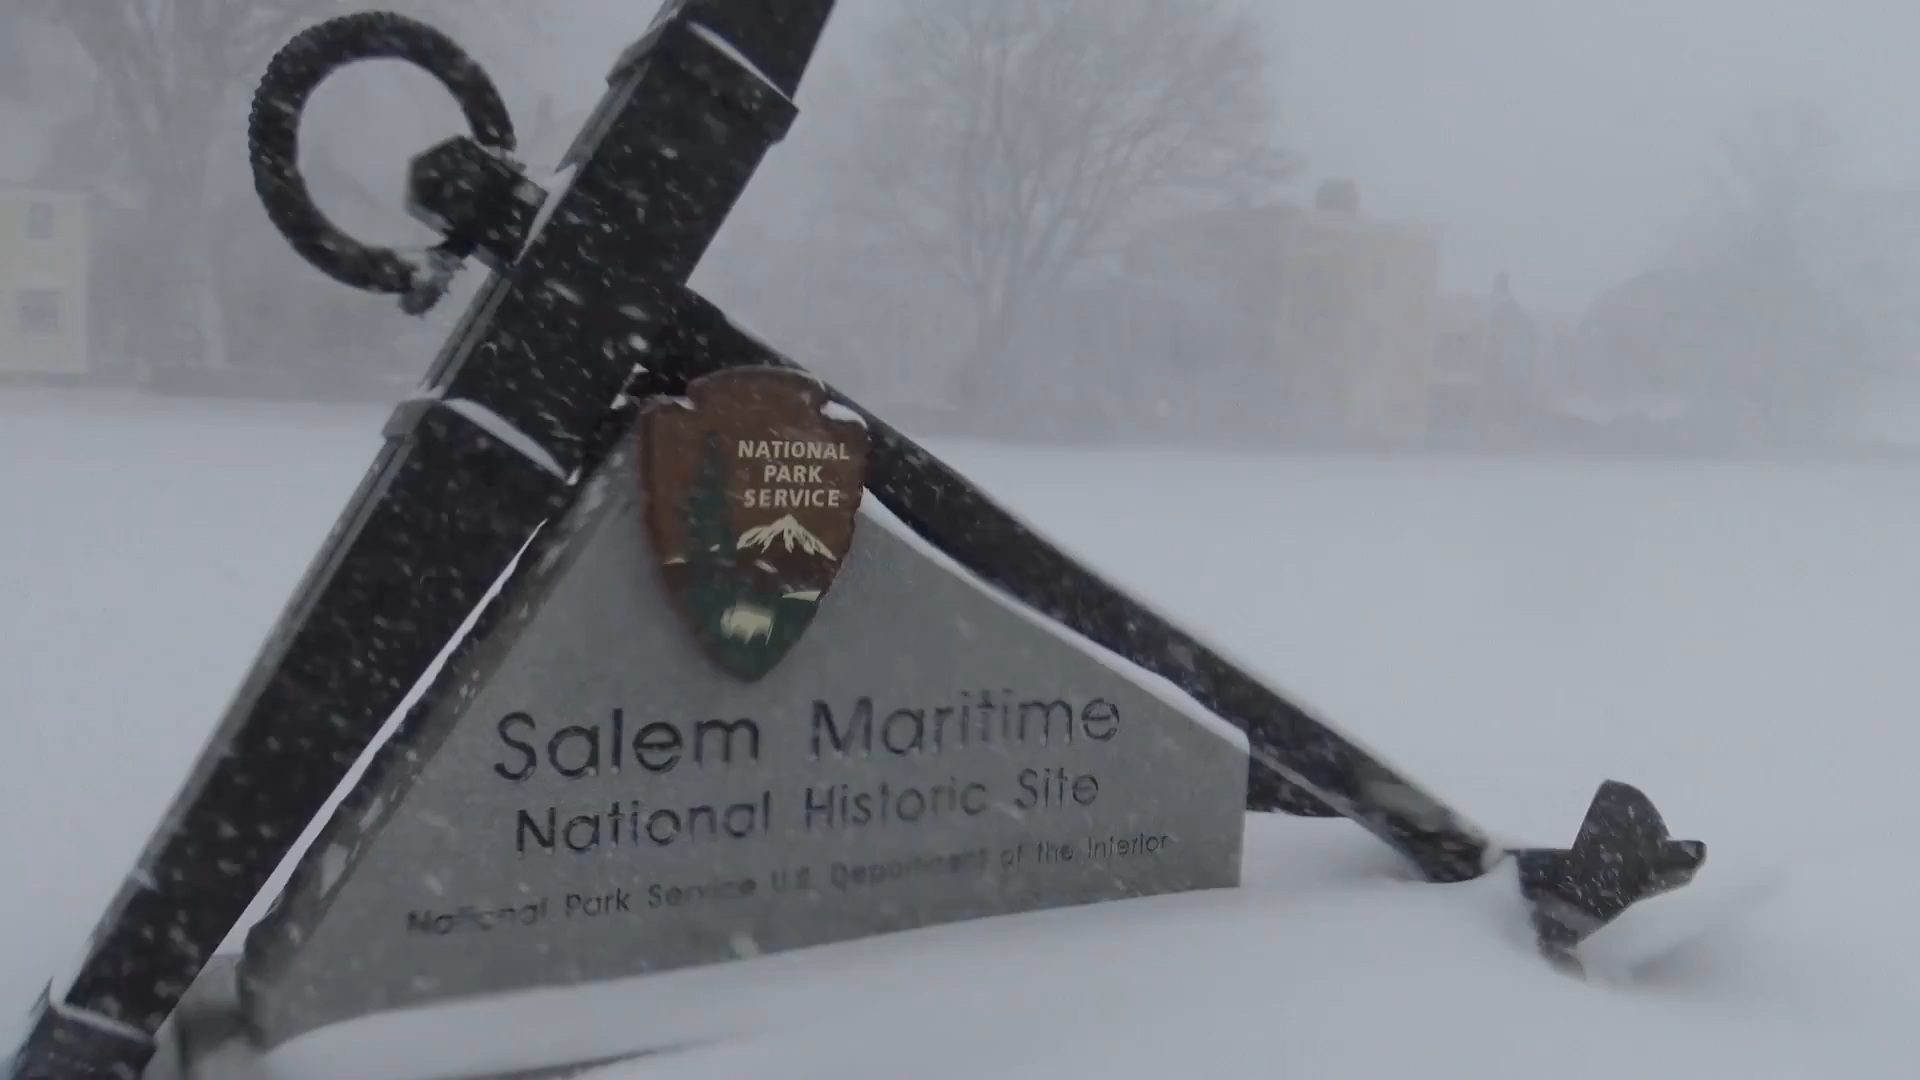 NATIONAL
PARK
SERVICE
Salem Maritime
National Historic Site
National Park Service U.S. Department of the Interior